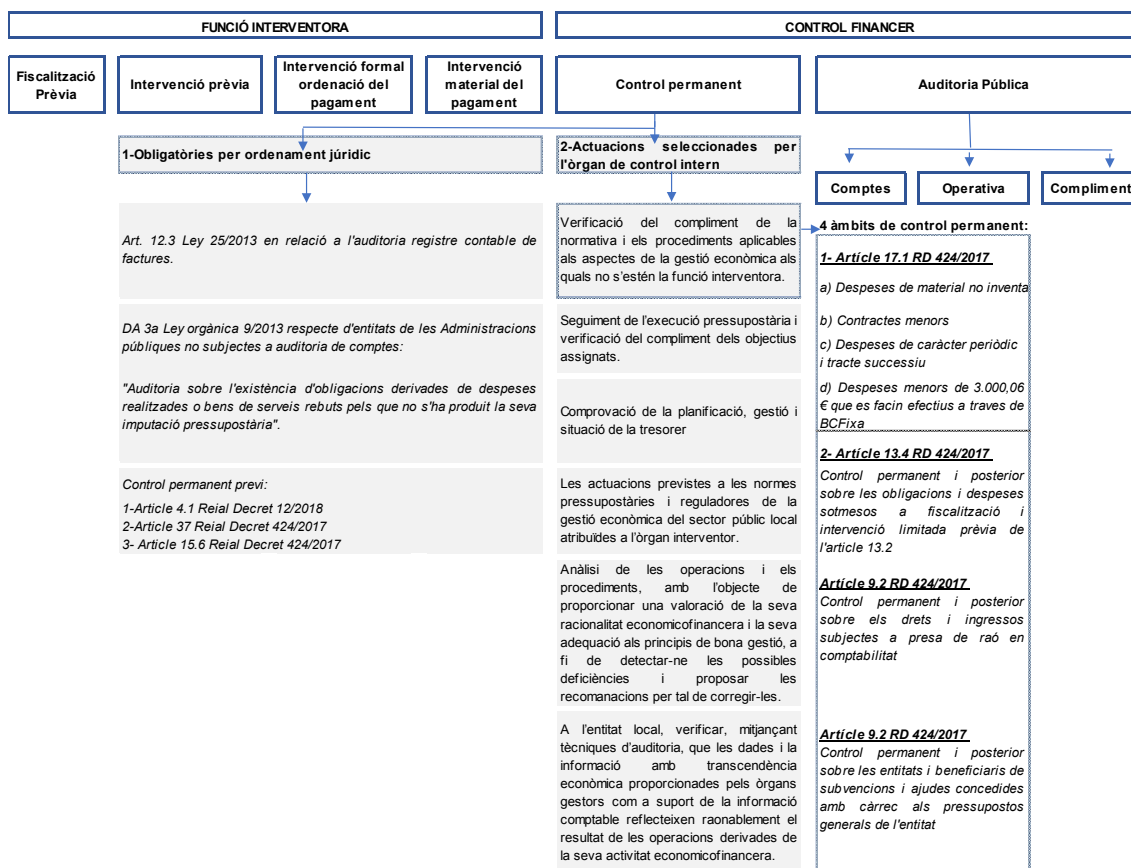 FUNCIÓ INTERVENTORA
CONTROL FINANCER
Fiscalització
Prèvia
Intervenció prèvia
Intervenció formal
ordenació del
pagament
Intervenció
material del
pagament
Control permanent
Auditoria Pública
1-Obligatòries per ordenament júridic
2-Actuacions seleccionades per
l'òrgan de control intern
Comptes
Operativa
Compliment
Art. 12.3 Ley 25/2013 en relació a l'auditoria registre contable de
factures.
DA 3a Ley orgànica 9/2013 respecte d'entitats de les Administracions
públiques no subjectes a auditoria de comptes:
"Auditoria sobre l'existència d'obligacions derivades de despeses
realitzades o bens de serveis rebuts pels que no s'ha produit la seva
imputació pressupostària".
Control permanent previ:
1-Article 4.1 Reial Decret 12/2018
2-Article 37 Reial Decret 424/2017
3- Article 15.6 Reial Decret 424/2017
Verificació del compliment de la
normativa i els procediments aplicables
als aspectes de la gestió econòmica als
quals no s'estén la funció interventora.
Seguiment de l'execució pressupostària i
verificació del compliment dels objectius
assignats.
Comprovació de la planificació, gestió i
situació de la tresorer
Les actuacions previstes a les normes
pressupostàries i reguladores de la
gestió econòmica del sector públic local
atribuïdes a l'òrgan interventor.
Anàlisi de les operacions i els
procediments, amb l'objecte de
proporcionar una valoració de la seva
racionalitat economicofinancera i la seva
adequació als principis de bona gestió, a
fi de detectar-ne les possibles
deficiències i proposar les
recomanacions per tal de corregir-les.
A l'entitat local, verificar, mitjançant
tècniques d'auditoria, que les dades i la
informació amb transcendència
econòmica proporcionades pels òrgans
gestors com a suport de la informació
comptable reflecteixen raonablement el
resultat de les operacions derivades de
la seva activitat economicofinancera.
4 àmbits de control permanent:
1- Artícle 17.1 RD 424/2017
a) Despeses de material no inventa
b) Contractes menors
c) Despeses de caràcter periòdic
i tracte successiu
d) Despeses menors de 3.000,06
€ que es facin efectius a traves de
BCFixa
2- Artícle 13.4 RD 424/2017
Control permanent i posterior
sobre les obligacions i despeses
sotmesos a fiscalització i
intervenció limitada prèvia de
l'article 13.2
Artícle 9.2 RD 424/2017
Control permanent i posterior
sobre els drets i ingressos
subjectes a presa de raó en
comptabilitat
Artícle 9.2 RD 424/2017
Control permanent i posterior
sobre les entitats i beneficiaris de
subvencions i ajudes concedides
amb càrrec als pressupostos
generals de l'entitat